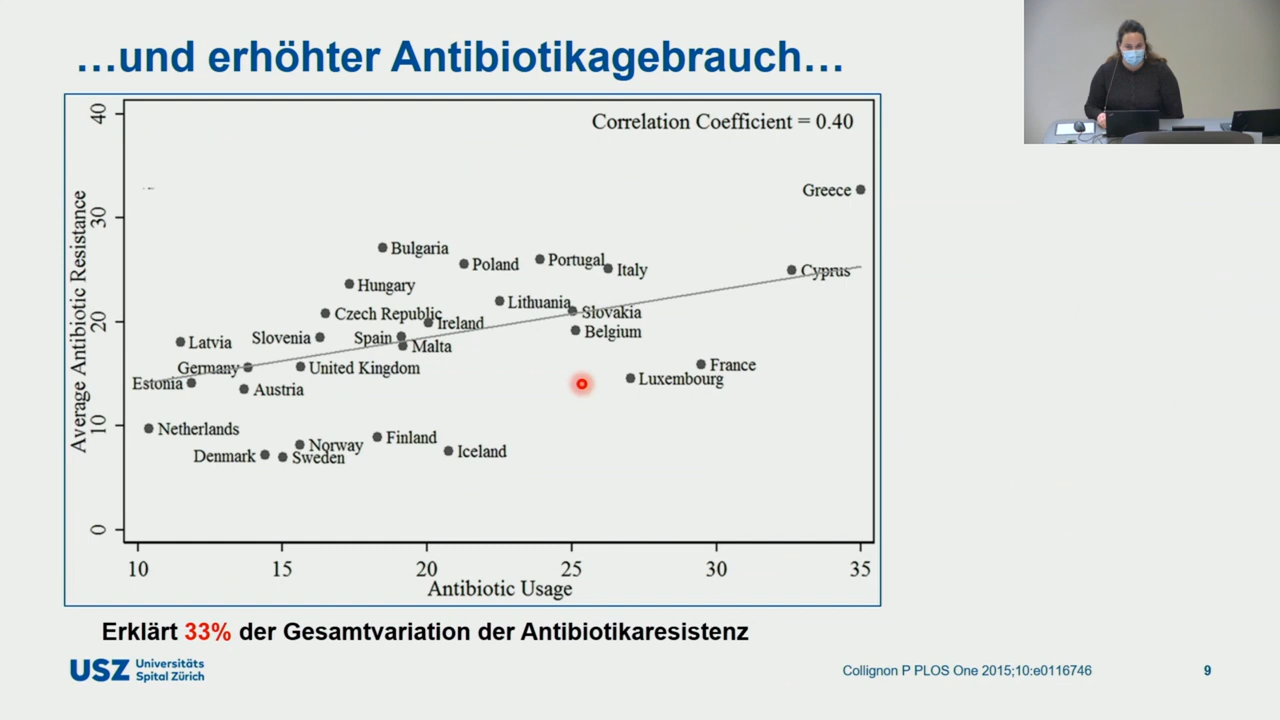 …und erhöhter Antibiotikagebrauch…
Correlation Coefficient = 0.40
Average Antibiotic Resistance
40
30
20
10
0
Greece
Bulgaria
Poland
Portugal
Italy
Cyprus
Hungary
Lithuania
Slovakia
Czech Republic
Ireland
Belgium
Latvia
Slovenia
Spain
Malta
Germany
United Kingdom
France
Estonia
Austria
Luxembourg
Netherlands
Norway
Finland
Iceland
Denmark
Sweden
10 15 20 25 30 35
Antibiotic Usage
Erklärt 33% der Gesamtvariation der Antibiotikaresistenz
USZ Universitäts
Spital Zürich
Collignon P PLOS One 2015;10:e0116746
9